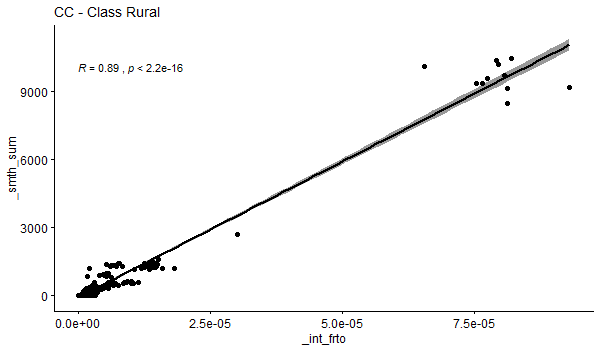 CC - Class Rural
R = 0.89 , p < 2.2e-16
9000
6000
3000
0
_smth_sum
0.0e+00 2.5e-05 5.0e-05 7.5e-05
_int_frto